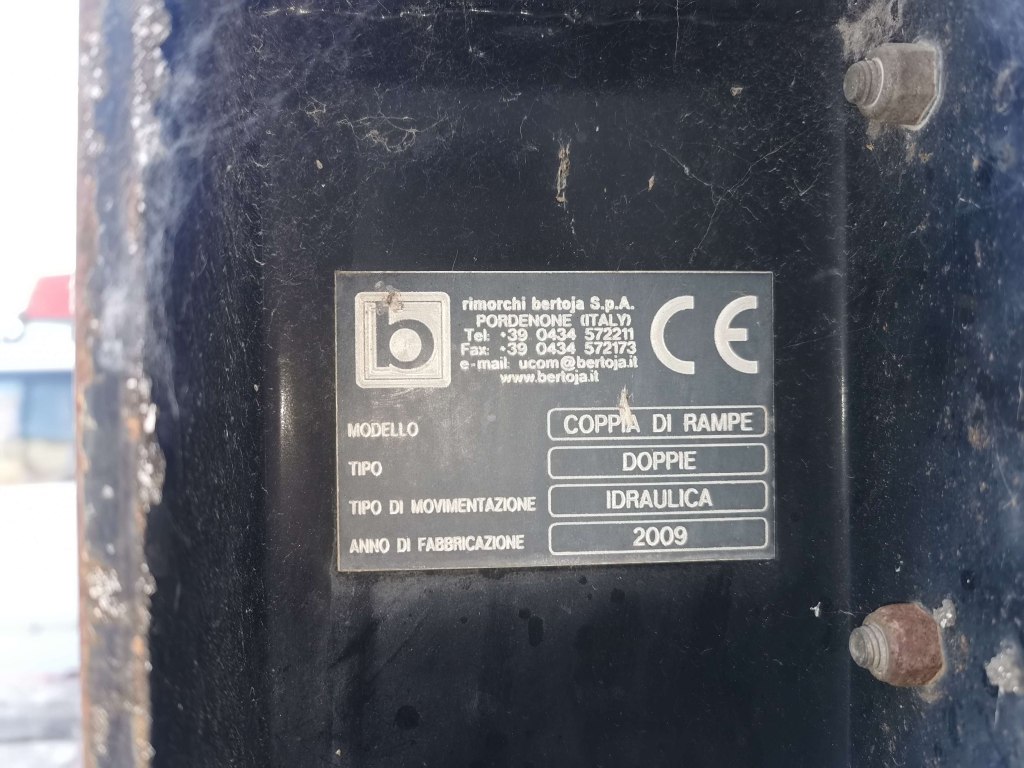 b
rimorchi bertoja S.p.A.
PORDENONE (ITALY)
Tel: +39 0434 572211
Fax: +39 0434 572173
e-mail: ucom@bertoja.it
www.bertoja.it
CE
MODELLO COPPIA DI RAMPE
TIPO DOPPIE
TIPO DI MOVIMENTAZIONE IDRAULICA
ANNO DI FABBRICAZIONE 2009